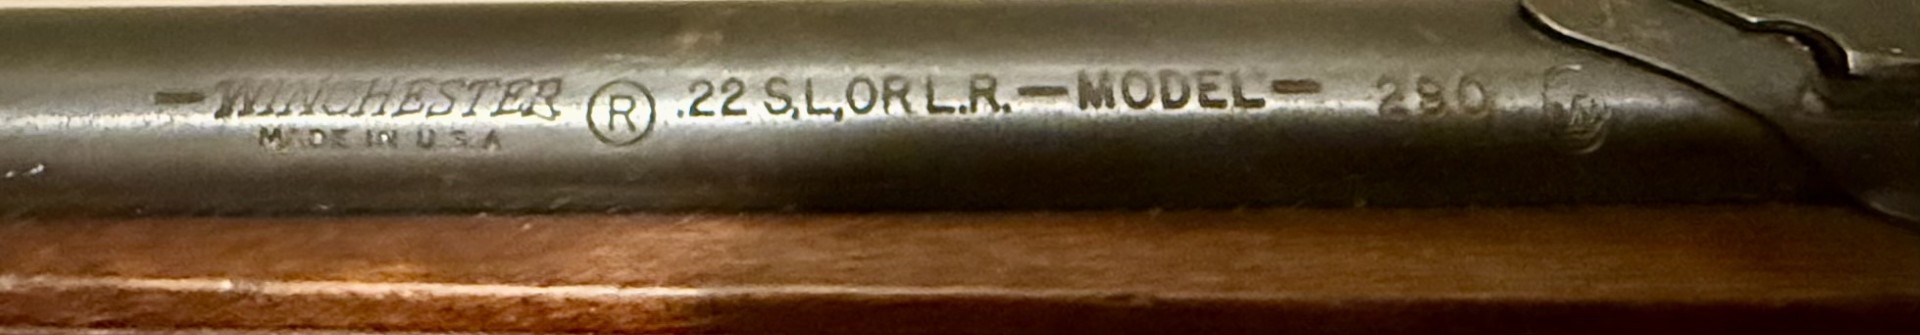 -WINCHESTER ® .22 S,L,OR L.R.-MODEL- 290
MADE IN U.S.A